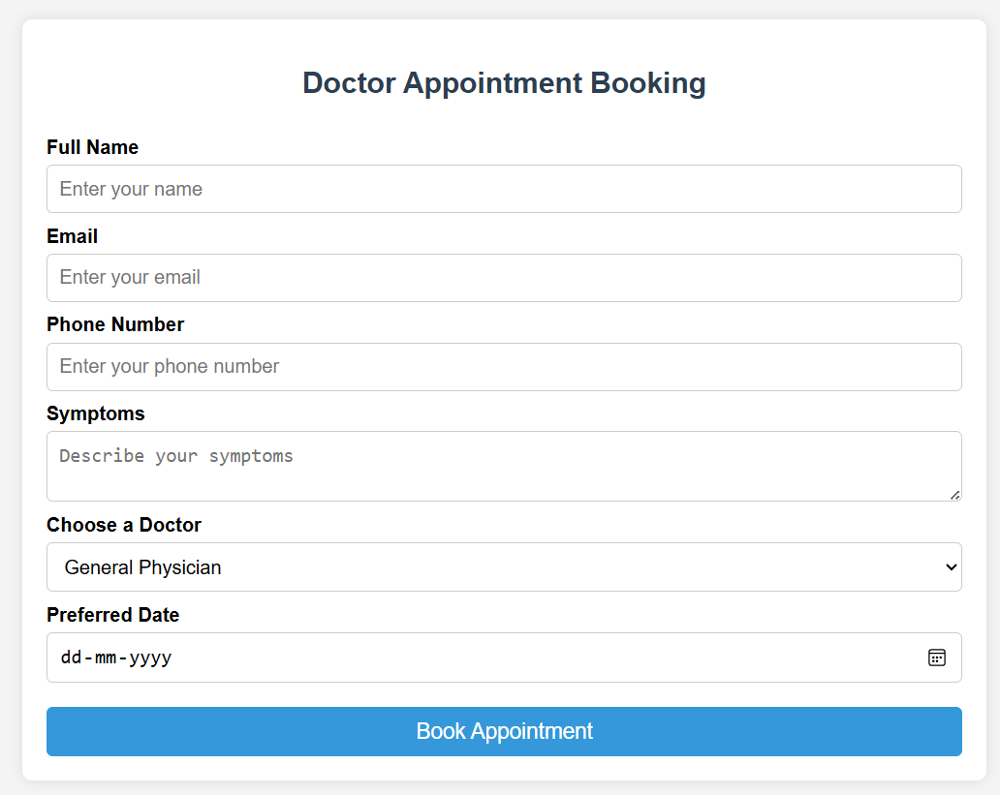 Doctor Appointment Booking
Full Name
Enter your name
Email
Enter your email
Phone Number
Enter your phone number
Symptoms
Describe your symptoms
Choose a Doctor
General Physician
Preferred Date
dd-mm-yyyy
Book Appointment